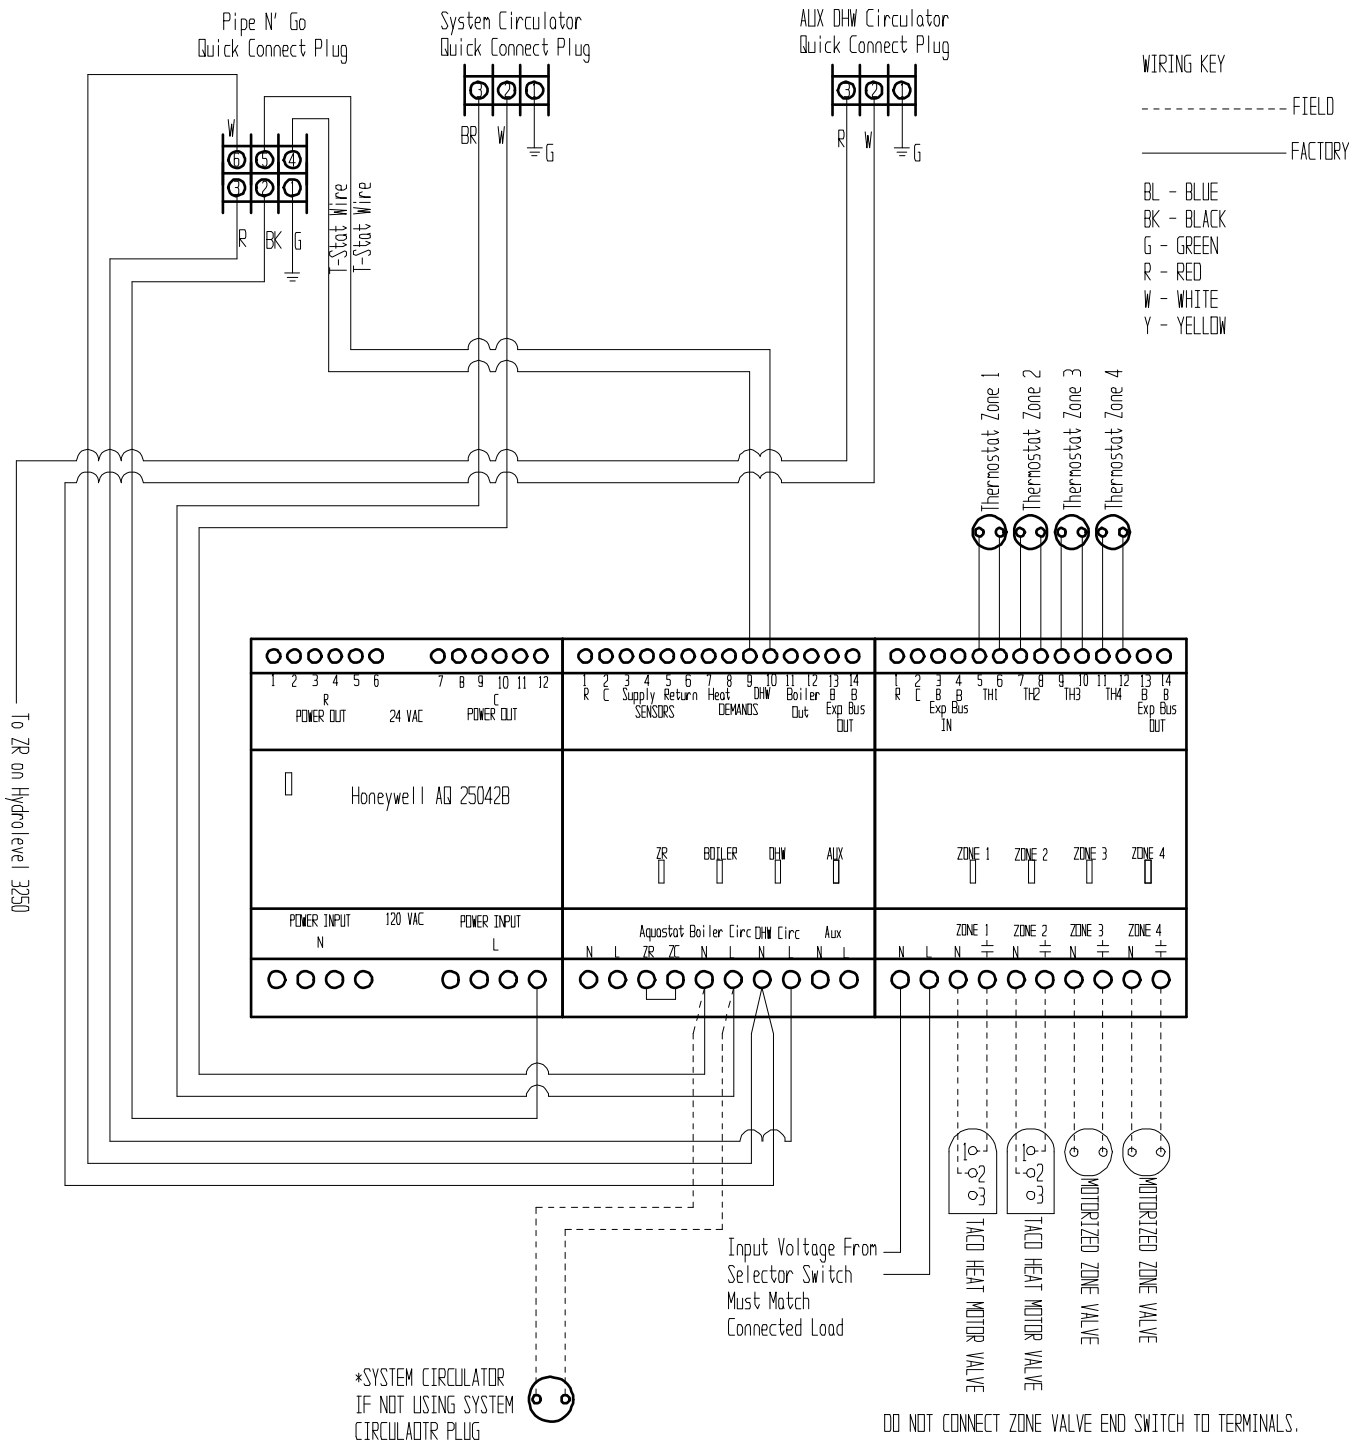 Pipe N' Go
Quick Connect Plug
System Circulator
Quick Connect Plug
AUX DHW Circulator
Quick Connect Plug
WIRING KEY
FIELD
FACTORY
BL - BLUE
BK - BLACK
G - GREEN
R - RED
W - WHITE
Y - YELLOW
3 2 1
BR W G
3 2 1
R W G
W
6 5 4
3 2 1
R BK G
T-Stat Wire
T-Stat Wire
Thermostat Zone 1
Thermostat Zone 2
Thermostat Zone 3
Thermostat Zone 4
To ZR on Hydrolevel 3250
1 2 3 4 5 6 7 8 9 10 11 12
R
POWER OUT
24 VAC
C
POWER OUT
1 2 3 4 5 6 7 8 9 10 11 12 13 14
R C Supply Return Heat DHW Boiler B B
SENSORS DEMANDS Out Exp Bus
OUT
1 2 3 4 5 6 7 8 9 10 11 12 13 14
R C B B TH1 TH2 TH3 TH4 B B
Exp Bus
IN
Exp Bus
OUT
Honeywell AQ 25042B
ZR BOILER DHW AUX
ZONE 1 ZONE 2 ZONE 3 ZONE 4
POWER INPUT
N
120 VAC
POWER INPUT
L
Aquastat Boiler Circ DHW Circ Aux
N L ZR ZC N L N L N L
ZONE 1 ZONE 2 ZONE 3 ZONE 4
N L N N N N
1
2
3
1
2
3
TACO HEAT MOTOR VALVE
TACO HEAT MOTOR VALVE
MOTORIZED ZONE VALVE
MOTORIZED ZONE VALVE
Input Voltage From
Selector Switch
Must Match
Connected Load
*SYSTEM CIRCULATOR
IF NOT USING SYSTEM
CIRCULAOTR PLUG
DO NOT CONNECT ZONE VALVE END SWITCH TO TERMINALS.